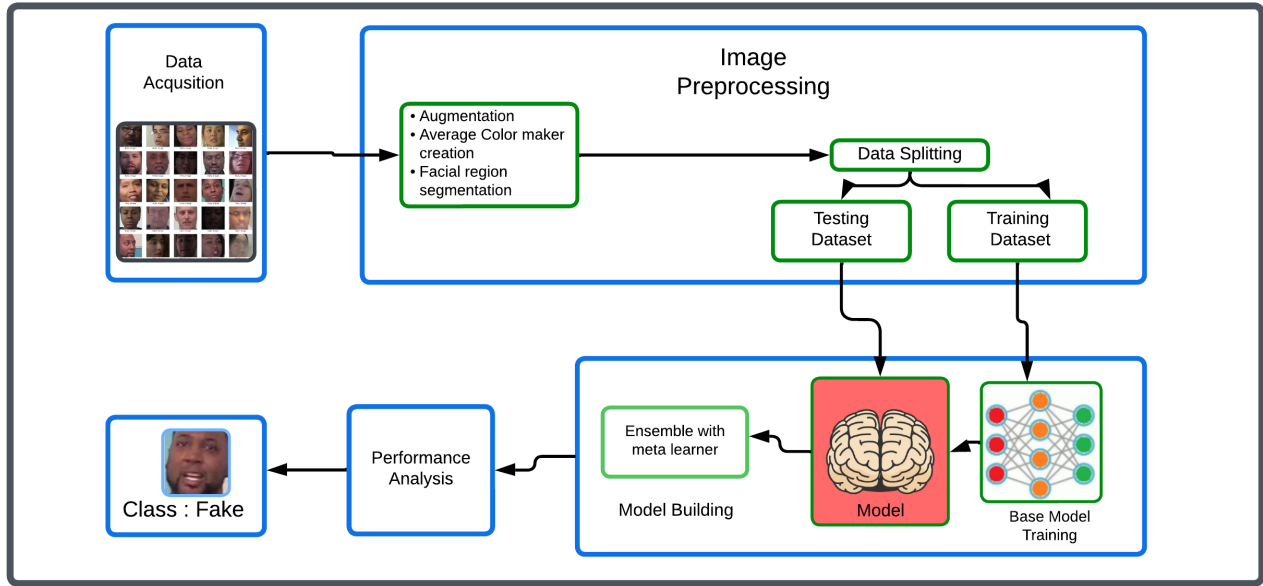 Data
Acqusition
Image
Preprocessing
• Augmentation
• Average Color maker
creation
• Facial region
segmentation
Data Splitting
Testing
Dataset
Training
Dataset
Ensemble with
meta learner
Model Building
Model
Base Model
Training
Performance
Analysis
Class : Fake